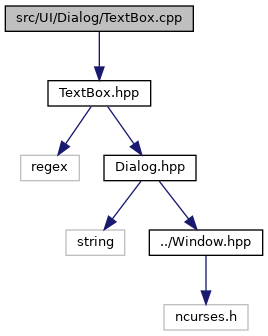 src/UI/Dialog/TextBox.cpp
TextBox.hpp
regex
Dialog.hpp
string
../Window.hpp
ncurses.h